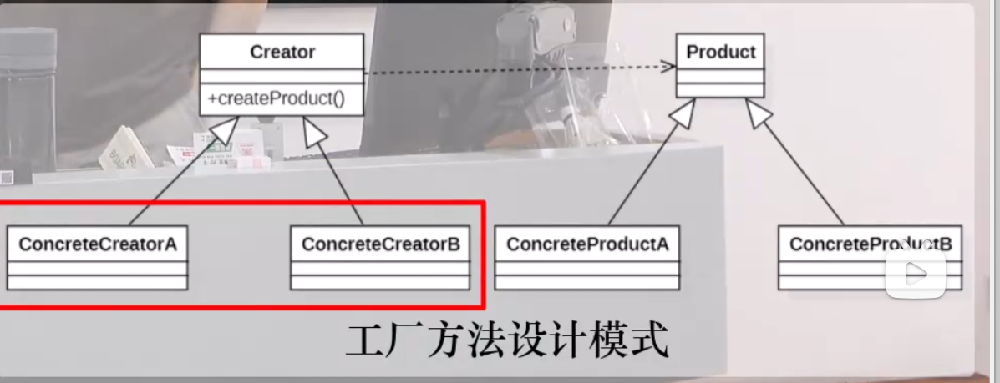 Creator
Product
+createProduct()
ConcreteCreatorA
ConcreteCreatorB
ConcreteProductA
ConcreteProductB
工厂方法设计模式